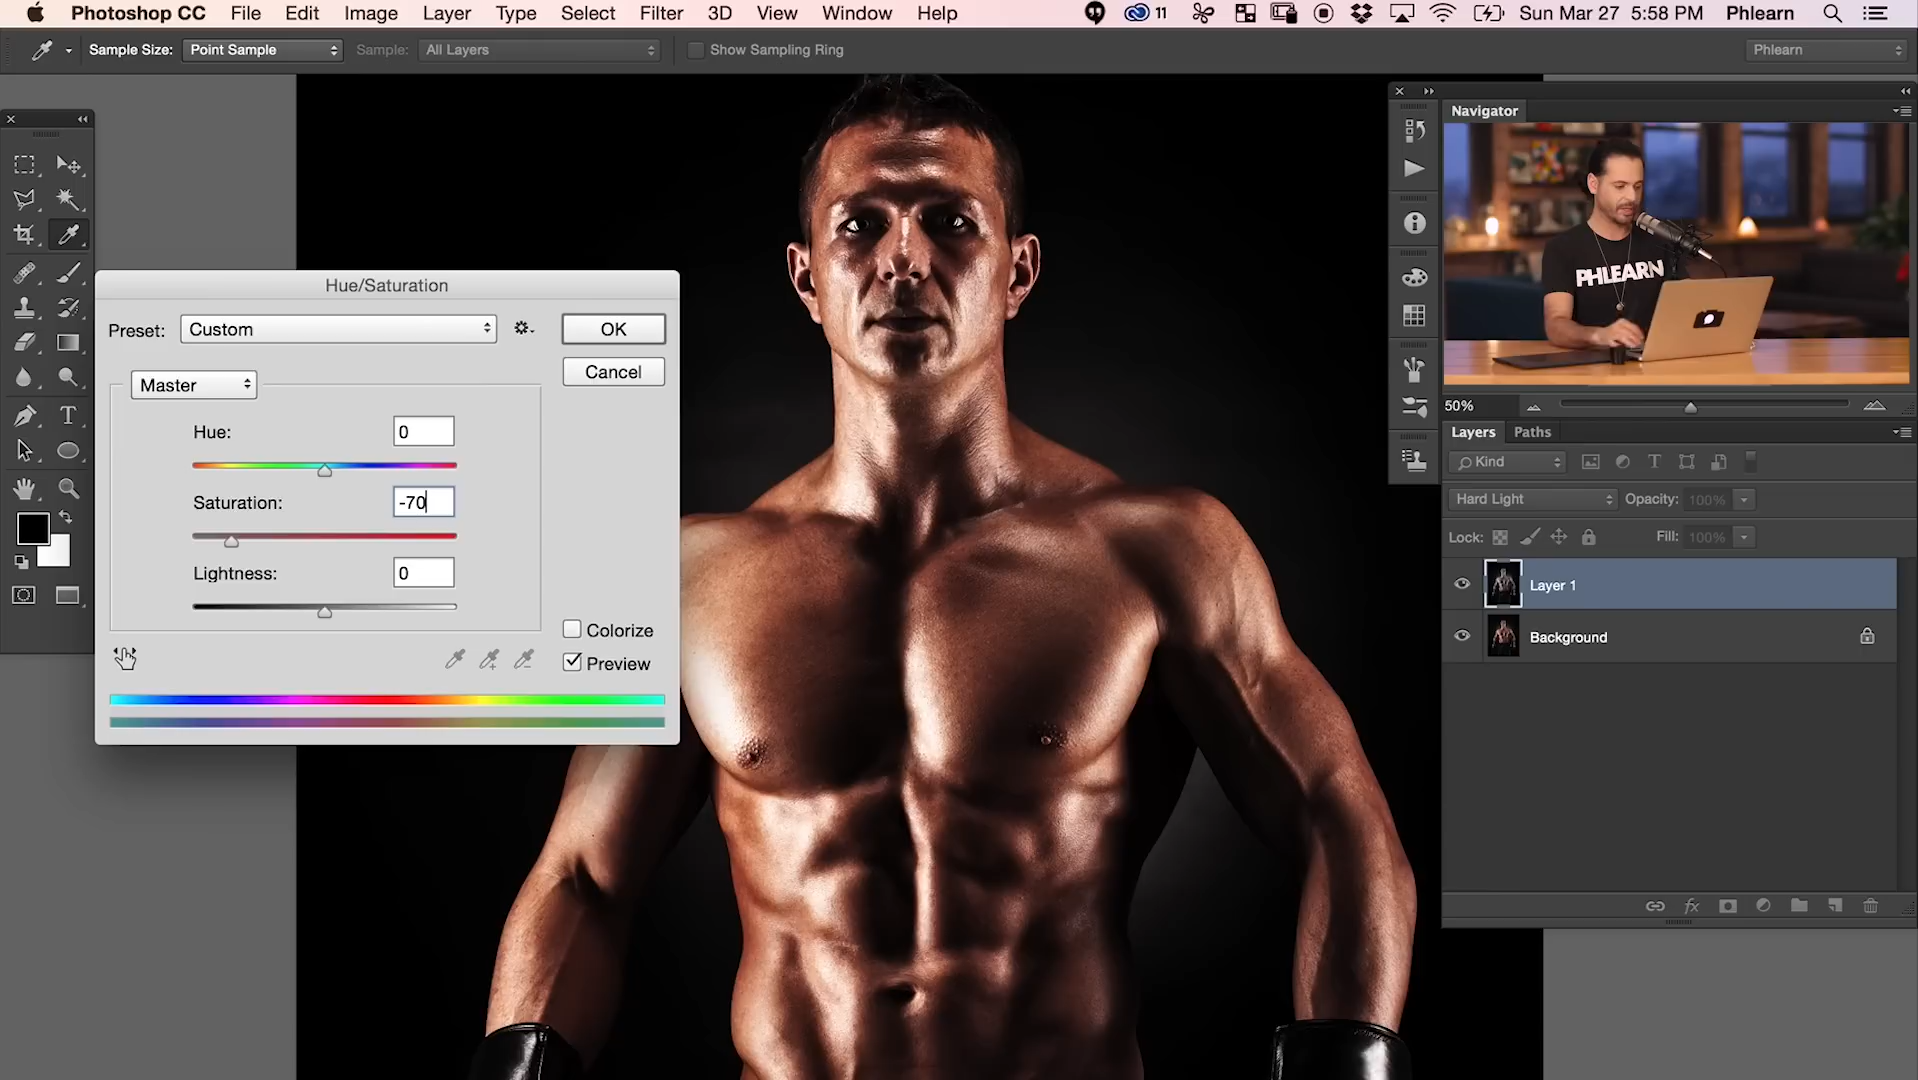 Photoshop CC File Edit Image Layer Type Select Filter 3D View Window Help 11 Sun Mar 27 5:58 PM Phlearn
Sample Size: Point Sample Sample: All Layers Show Sampling Ring Phlearn
Navigator
PHLEARN
Hue/Saturation
Preset: Custom OK
Cancel
Master
Hue: 0
Saturation: -70
Lightness: 0
Colorize
Preview
50%
Layers Paths
Kind
Hard Light Opacity: 100%
Lock: Fill: 100%
Layer 1
Background